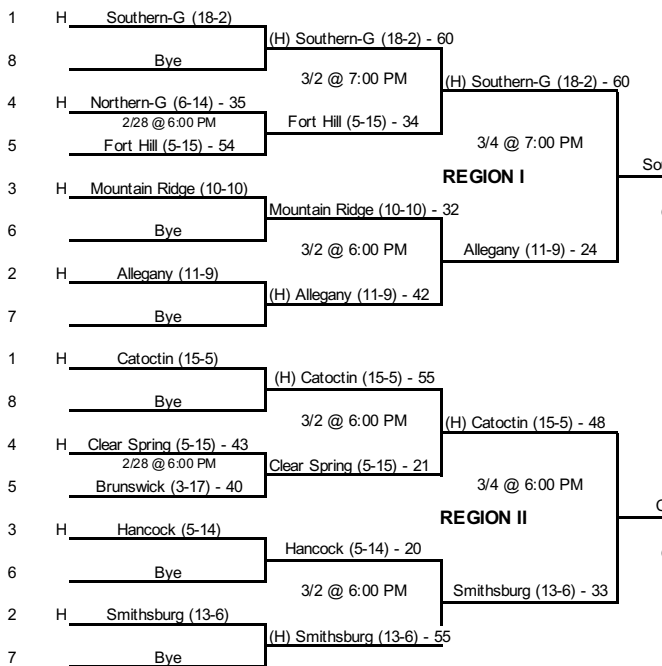 1 H Southern-G (18-2)
(H) Southern-G (18-2) - 60
8 Bye
3/2 @ 7:00 PM
(H) Southern-G (18-2) - 60
4 H Northern-G (6-14) - 35
2/28 @ 6:00 PM
Fort Hill (5-15) - 34
5 Fort Hill (5-15) - 54
3/4 @ 7:00 PM
REGION I
3 H Mountain Ridge (10-10)
Mountain Ridge (10-10) - 32
6 Bye
3/2 @ 6:00 PM
Allegany (11-9) - 24
2 H Allegany (11-9)
(H) Allegany (11-9) - 42
7 Bye
1 H Catoctin (15-5)
(H) Catoctin (15-5) - 55
8 Bye
3/2 @ 6:00 PM
(H) Catoctin (15-5) - 48
4 H Clear Spring (5-15) - 43
2/28 @ 6:00 PM
Clear Spring (5-15) - 21
5 Brunswick (3-17) - 40
3/4 @ 6:00 PM
REGION II
3 H Hancock (5-14)
Hancock (5-14) - 20
6 Bye
3/2 @ 6:00 PM
Smithsburg (13-6) - 33
2 H Smithsburg (13-6)
(H) Smithsburg (13-6) - 55
7 Bye